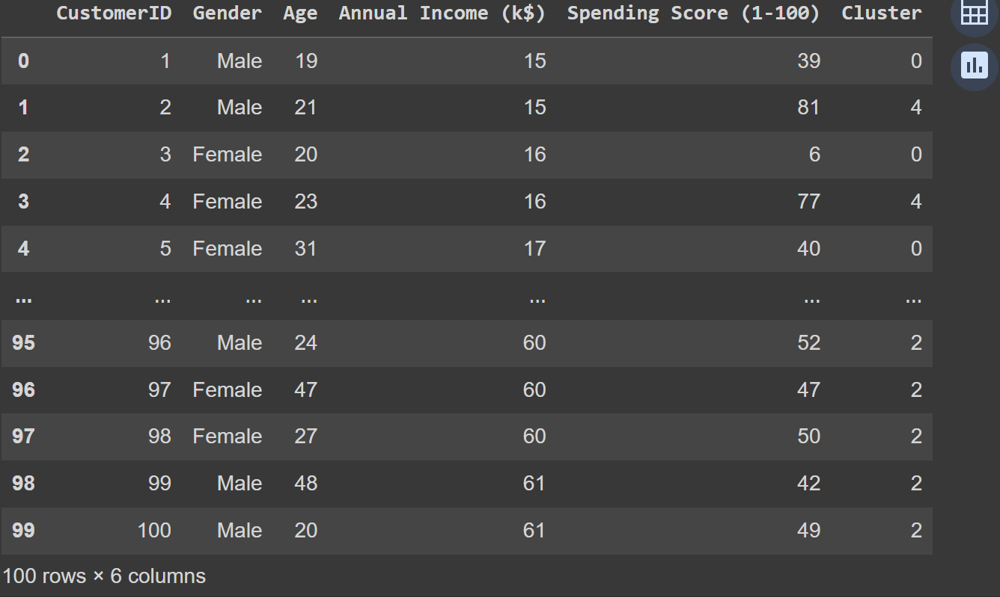 CustomerID Gender Age Annual Income (k$) Spending Score (1-100) Cluster
0 1 Male 19 15 39 0
1 2 Male 21 15 81 4
2 3 Female 20 16 6 0
3 4 Female 23 16 77 4
4 5 Female 31 17 40 0
... ... ... ... ... ... ...
95 96 Male 24 60 52 2
96 97 Female 47 60 47 2
97 98 Female 27 60 50 2
98 99 Male 48 61 42 2
99 100 Male 20 61 49 2
100 rows × 6 columns